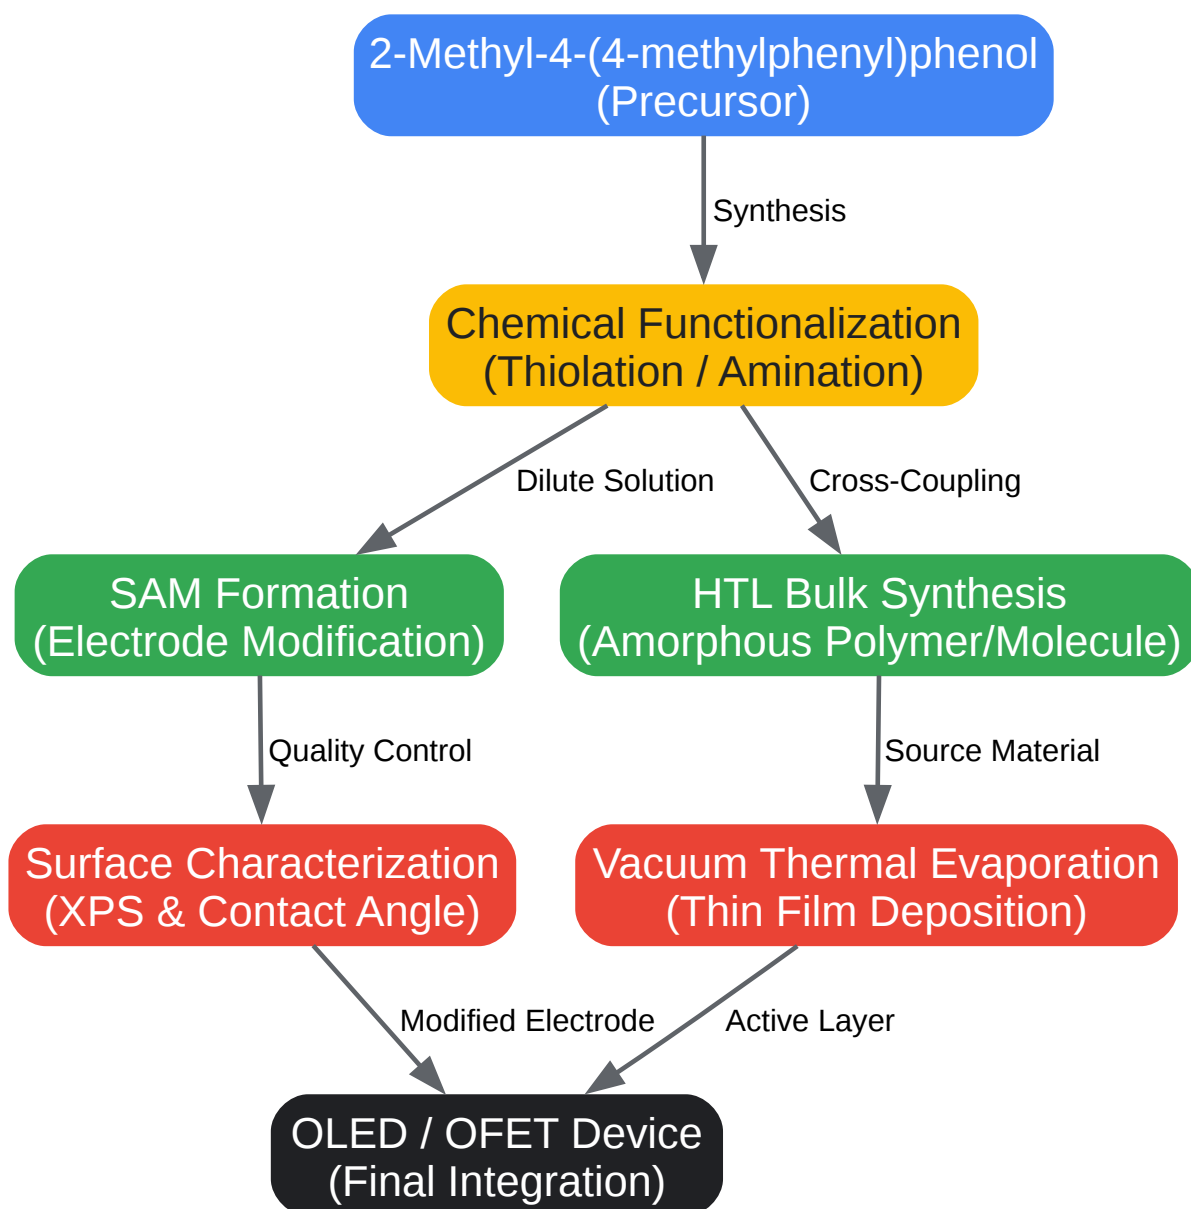 2-Methyl-4-(4-methylphenyl)phenol
(Precursor)
Synthesis
Chemical Functionalization
(Thiolation / Amination)
Dilute Solution
Cross-Coupling
SAM Formation
(Electrode Modification)
HTL Bulk Synthesis
(Amorphous Polymer/Molecule)
Quality Control
Source Material
Surface Characterization
(XPS & Contact Angle)
Vacuum Thermal Evaporation
(Thin Film Deposition)
Modified Electrode
Active Layer
OLED / OFET Device
(Final Integration)